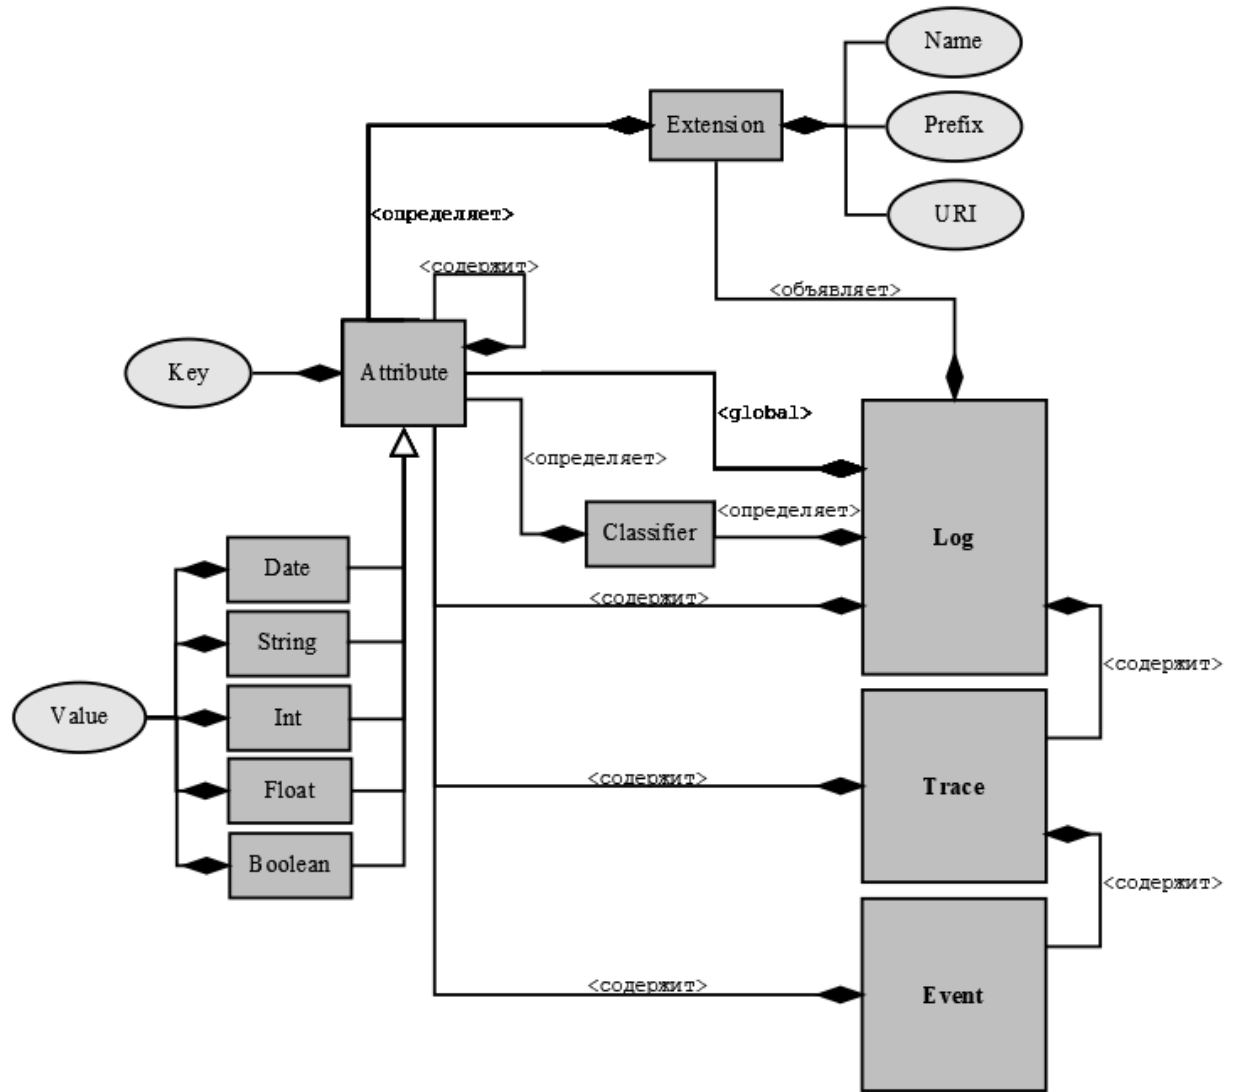 Name
Extension
Prefix
<определяет>
URI
<содержит>
<объявляет>
Key
Attribute
<global>
<определяет>
<определяет>
Classifier
Log
Date
<содержит>
String
<содержит>
Value
Int
<содержит>
Trace
Float
Boolean
<содержит>
<содержит>
Event